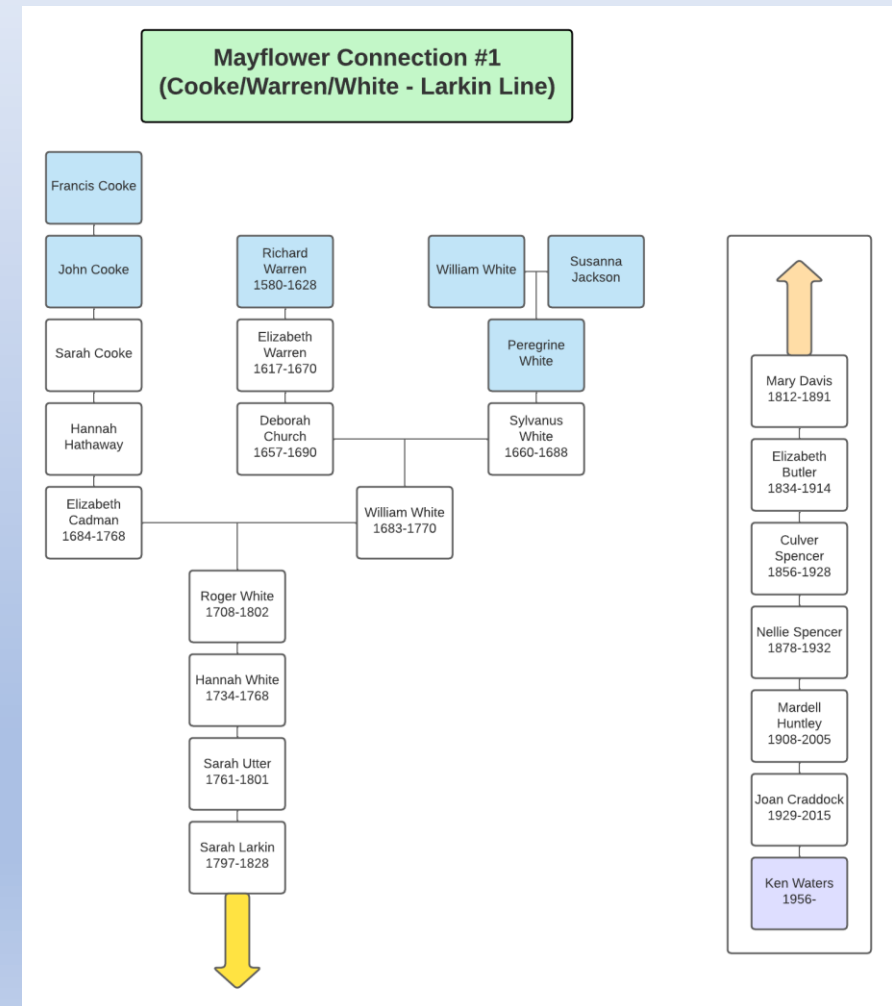 Mayflower Connection #1
(Cooke/Warren/White - Larkin Line)
Francis Cooke
John Cooke
Sarah Cooke
Hannah
Hathaway
Elizabeth
Cadman
1684-1768
Richard
Warren
1580-1628
Elizabeth
Warren
1617-1670
Deborah
Church
1657-1690
William White
Susanna
Jackson
Peregrine
White
Sylvanus
White
1660-1688
William White
1683-1770
Roger White
1708-1802
Hannah White
1734-1768
Sarah Utter
1761-1801
Sarah Larkin
1797-1828
Mary Davis
1812-1891
Elizabeth
Butler
1834-1914
Culver
Spencer
1856-1928
Nellie Spencer
1878-1932
Mardell
Huntley
1908-2005
Joan Craddock
1929-2015
Ken Waters
1956-